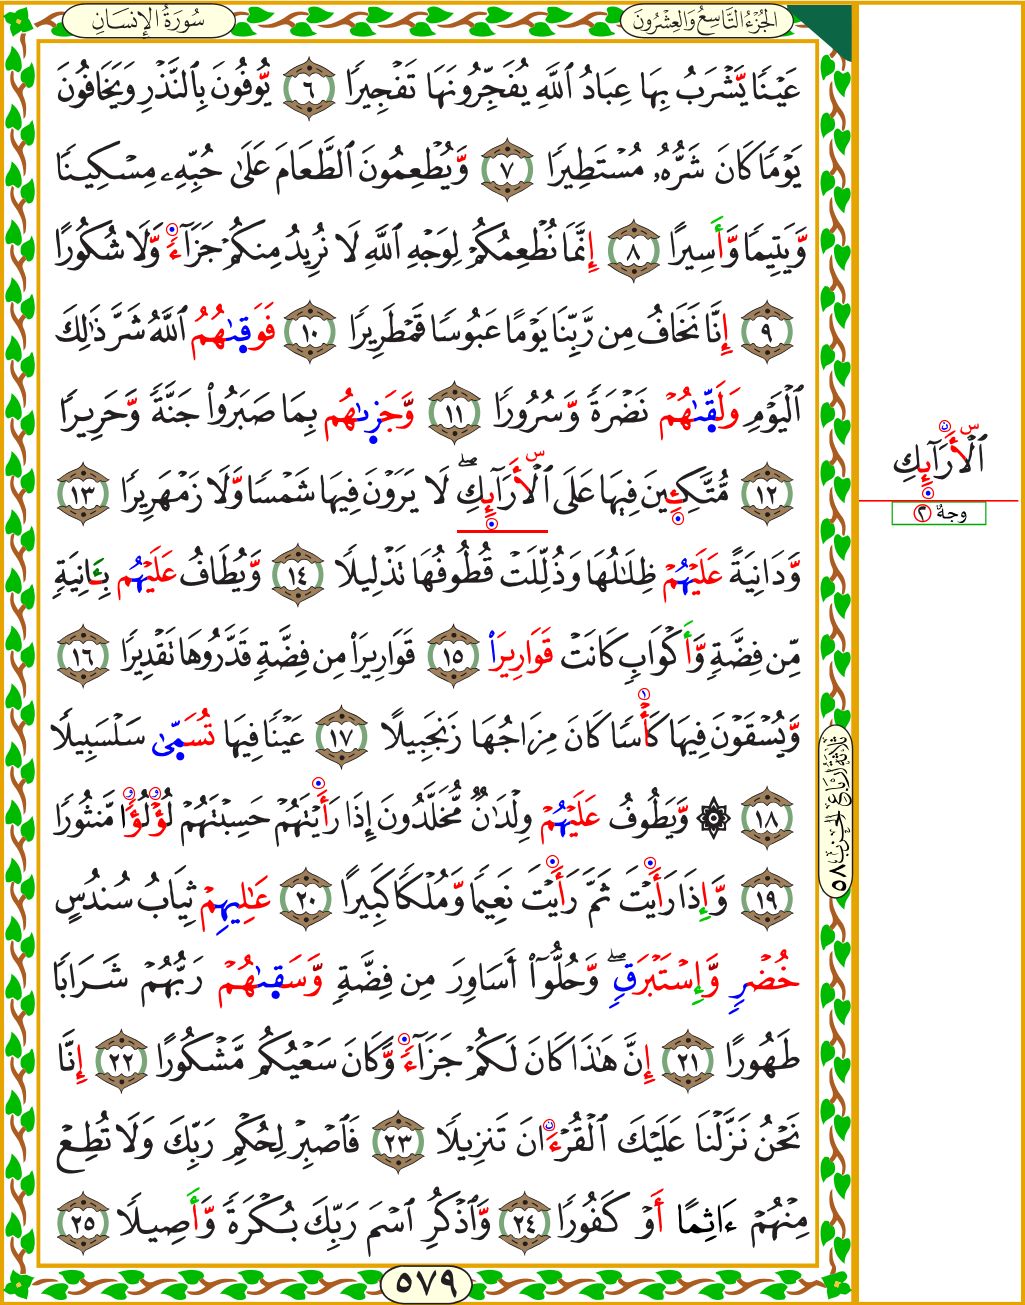 الجُزْءُ التَّاسِعُ وَالعِشْرُونَ
سُورَةُ الإِنسَانِ
عَيْنٗا يَّشْرَبُ بِهَا عِبَادُ ٱللَّهِ يُفَجِّرُونَهَا تَفْجِيرٗا ٦ يُّوفُونَ بِٱلنَّذْرِ وَيَخَافُونَ
يَوْمٗا كَانَ شَرُّهُۥ مُسْتَطِيرٗا ٧ وَّيُطْعِمُونَ ٱلطَّعَامَ عَلَىٰ حُبِّهِۦ مِسْكِينٗا
وَّيَتِيمٗا وَّأَسِيرًا ٨ إِنَّمَا نُطْعِمُكُمْ لِوَجْهِ ٱللَّهِ لَا نُرِيدُ مِنكُمْ جَزَآءٗ وَّلَا شُكُورًا
٩ إِنَّا نَخَافُ مِن رَّبِّنَا يَوْمًا عَبُوسٗا قَمْطَرِيرٗا ١٠ فَوَقِىٰهُمُ ٱللَّهُ شَرَّ ذَٰلِكَ
ٱلْيَوْمِ وَلَقِّىٰهُمْ نَضْرَةٗ وَّسُرُورٗا ١١ وَّجَزِىٰهُم بِمَا صَبَرُوا۟ جَنَّةٗ وَّحَرِيرٗا
١٢ مُّتَّكِـِٔينَ فِيهَا عَلَى ٱلْأَرَآئِكِۖ لَا يَرَوْنَ فِيهَا شَمْسٗا وَّلَا زَمْهَرِيرٗا ١٣
وَّدَانِيَةً عَلَيْهُمْ ظِلَٰلُهَا وَذُلِّلَتْ قُطُوفُهَا تَذْلِيلٗا ١٤ وَّيُطَافُ عَلَيْهُم بِـَٔانِيَةٖ
مِّن فِضَّةٖ وَّأَكْوَابٖ كَانَتْ قَوَارِيرَا۟ ١٥ قَوَارِيرَا۟ مِن فِضَّةٖ قَدَّرُوهَا تَقْدِيرٗا ١٦
وَّيُسْقَوْنَ فِيهَا كَأْسٗا كَانَ مِزَاجُهَا زَنجَبِيلًا ١٧ عَيْنٗا فِيهَا تُسَمِّىٰ سَلْسَبِيلٗا
١٨ ۞ وَّيَطُوفُ عَلَيْهُمْ وِلْدَٰنٞ مُّخَلَّدُونَ إِذَا رَأَيْتَهُمْ حَسِبْتَهُمْ لُؤْلُؤٗا مَّنثُورٗا
١٩ وَّإِذَا رَأَيْتَ ثَمَّ رَأَيْتَ نَعِيمٗا وَّمُلْكٗا كَبِيرًا ٢٠ عَٰلِيهِمْ ثِيَابُ سُندُسٍ
خُضْرٖ وَّإِسْتَبْرَقٖۖ وَّحُلُّوٓا۟ أَسَاوِرَ مِن فِضَّةٖ وَّسَقِىٰهُمْ رَبُّهُمْ شَرَابٗا
طَهُورًا ٢١ إِنَّ هَٰذَا كَانَ لَكُمْ جَزَآءٗ وَّكَانَ سَعْيُكُم مَّشْكُورًا ٢٢ إِنَّا
نَحْنُ نَزَّلْنَا عَلَيْكَ ٱلْقُرْءَانَ تَنزِيلٗا ٢٣ فَٱصْبِرْ لِحُكْمِ رَبِّكَ وَلَا تُطِعْ
مِنْهُمْ ءَاثِمًا أَوْ كَفُورٗا ٢٤ وَّٱذْكُرِ ٱسْمَ رَبِّكَ بُكْرَةٗ وَّأَصِيلٗا ٢٥
ٱلْأَرَآئِكِ
وجهٌ ٢
ثَلَاثَةُ أَرْبَاعِ الحِزْبِ ٥٨
٥٧٩